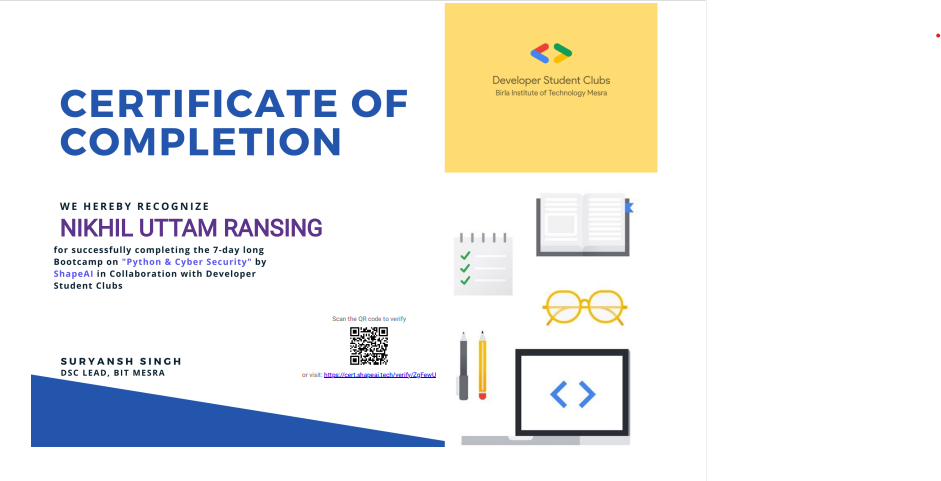 Developer Student Clubs
Birla Institute of Technology Mesra
CERTIFICATE OF
COMPLETION
WE HEREBY RECOGNIZE
NIKHIL UTTAM RANSING
for successfully completing the 7-day long
Bootcamp on "Python & Cyber Security" by
ShapeAI in Collaboration with Developer
Student Clubs
Scan the QR code to verify
or visit: https://cert.shapeai.tech/verify/ZgFewU
SURYANSH SINGH
DSC LEAD, BIT MESRA